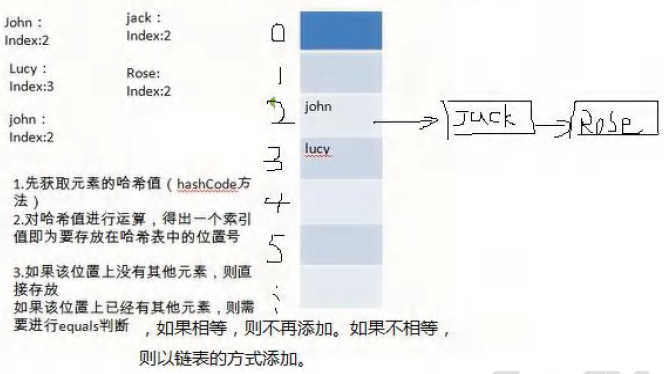 John：
Index:2
jack：
Index:2
Lucy：
Index:3
Rose:
Index:2
john：
Index:2
0
1
2
john
Jack
Rose
3
lucy
4
5
1.先获取元素的哈希值（hashCode方
法）
2.对哈希值进行运算，得出一个索引
值即为要存放在哈希表中的位置号
3.如果该位置上没有其他元素，则直
接存放
如果该位置上已经有其他元素，则需
要进行equals判断，如果相等，则不再添加。如果不相等，
则以链表的方式添加。